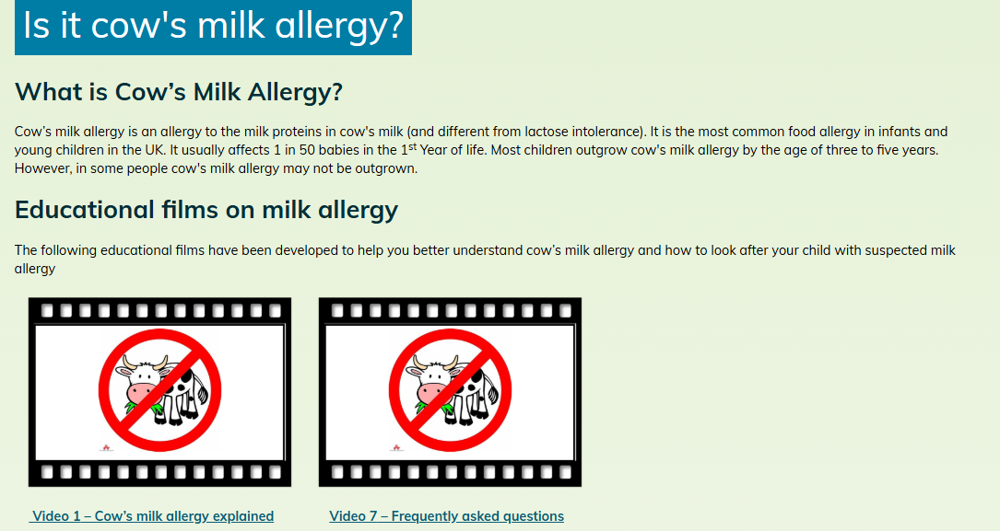 Is it cow's milk allergy?
What is Cow’s Milk Allergy?
Cow’s milk allergy is an allergy to the milk proteins in cow's milk (and different from lactose intolerance). It is the most common food allergy in infants and
young children in the UK. It usually affects 1 in 50 babies in the 1st Year of life. Most children outgrow cow's milk allergy by the age of three to five years.
However, in some people cow's milk allergy may not be outgrown.
Educational films on milk allergy
The following educational films have been developed to help you better understand cow’s milk allergy and how to look after your child with suspected milk
allergy
Video 1 – Cow’s milk allergy explained
Video 7 – Frequently asked questions